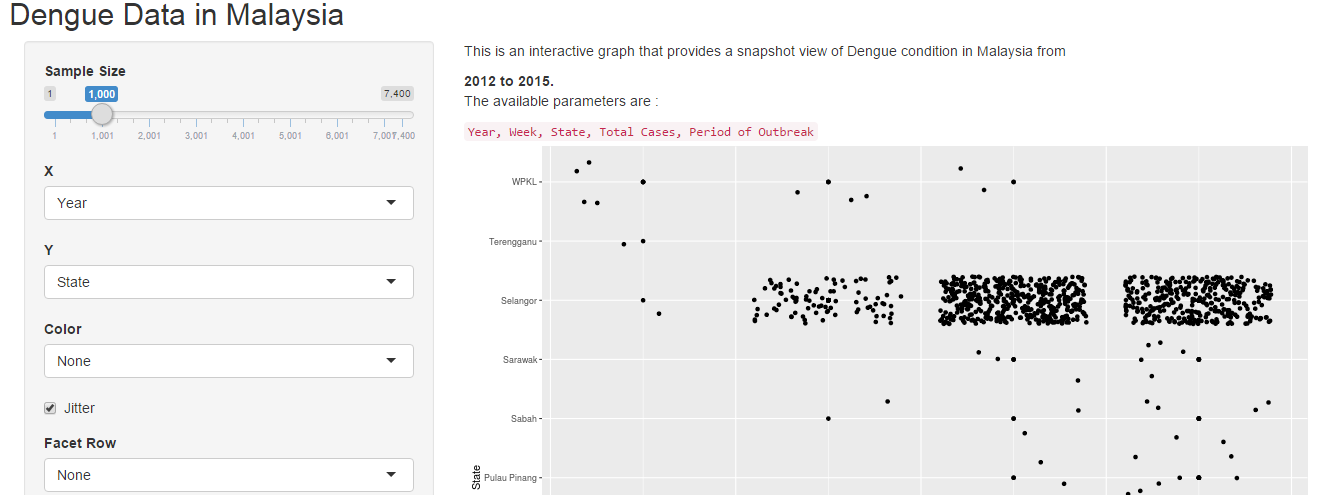 Dengue Data in Malaysia
Sample Size
1 1,000 7,400
1 1,001 2,001 3,001 4,001 5,001 6,001 7,001 7,400
X
Year
Y
State
Color
None
Jitter
Facet Row
None
This is an interactive graph that provides a snapshot view of Dengue condition in Malaysia from
2012 to 2015.
The available parameters are :
Year, Week, State, Total Cases, Period of Outbreak
WPKL
Terengganu
Selangor
Sarawak
Sabah
Pulau Pinang
State